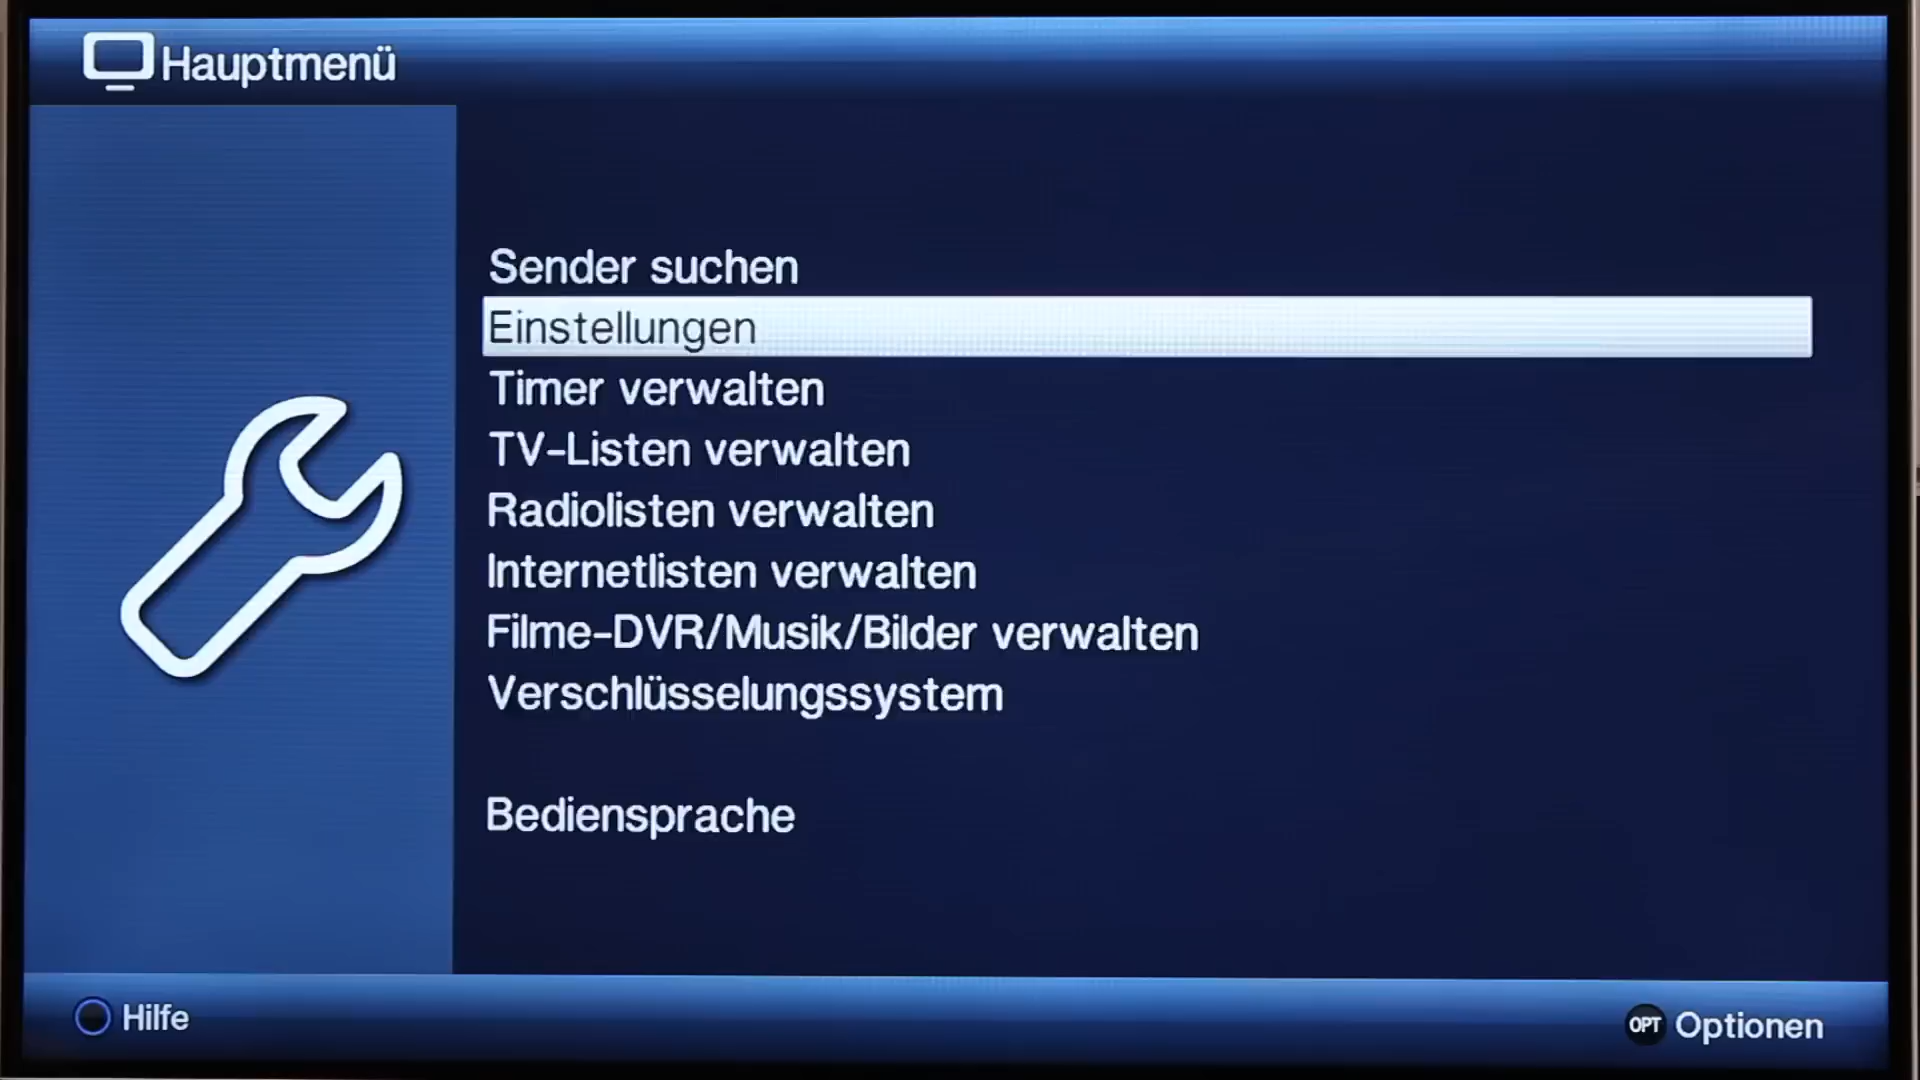 Hauptmenü
Sender suchen
Einstellungen
Timer verwalten
TV-Listen verwalten
Radiolisten verwalten
Internetlisten verwalten
Filme-DVR/Musik/Bilder verwalten
Verschlüsselungssystem
Bediensprache
Hilfe
OPT Optionen